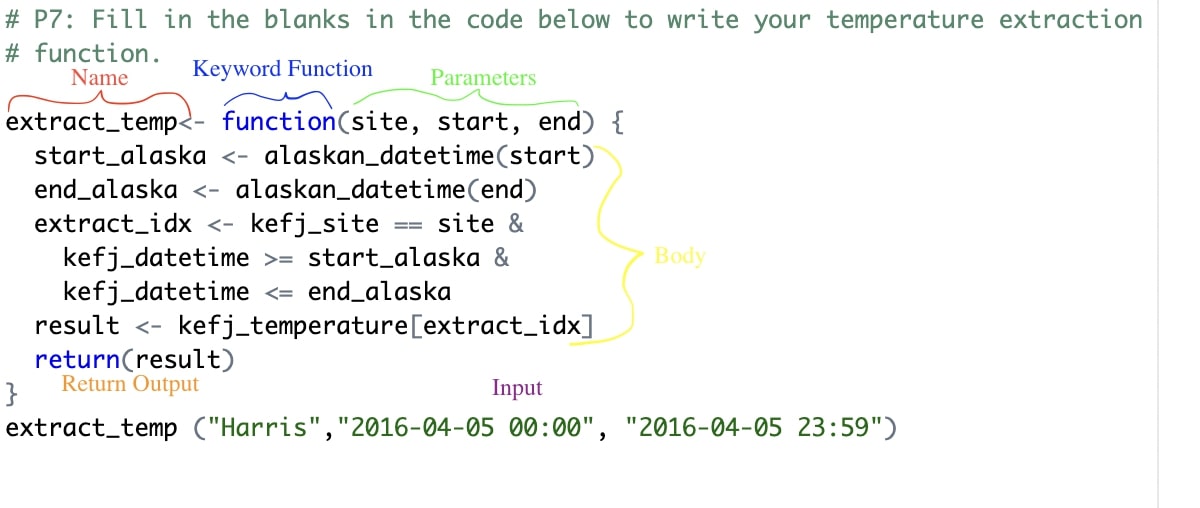 # P7: Fill in the blanks in the code below to write your temperature extraction
# function.
Name Keyword Function Parameters
extract_temp<- function(site, start, end) {
start_alaska <- alaskan_datetime(start)
end_alaska <- alaskan_datetime(end)
extract_idx <- kefj_site == site &
kefj_datetime >= start_alaska &
Body
kefj_datetime <= end_alaska
result <- kefj_temperature[extract_idx]
return(result)
}
Return Output Input
extract_temp ("Harris","2016-04-05 00:00", "2016-04-05 23:59")